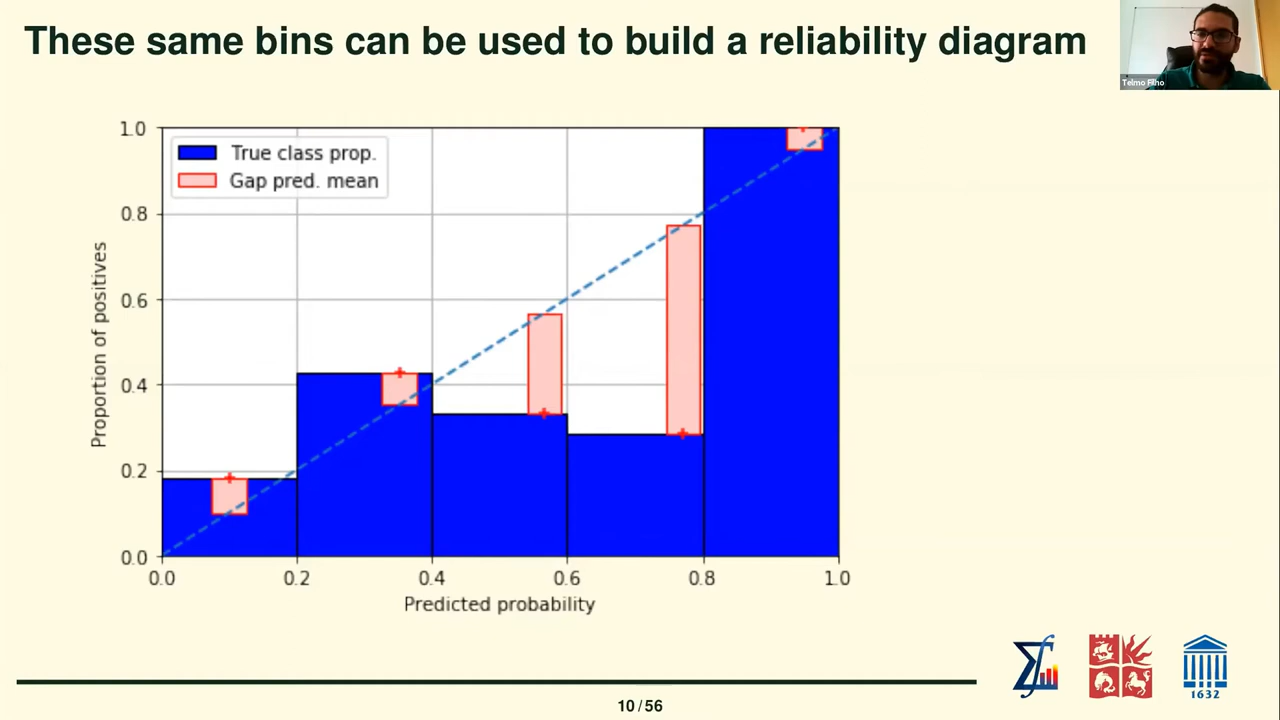 These same bins can be used to build a reliability diagram
Telmo Filho
True class prop.
Gap pred. mean
Proportion of positives
1.0
0.8
0.6
0.4
0.2
0.0
0.0 0.2 0.4 0.6 0.8 1.0
Predicted probability
1632
10/56